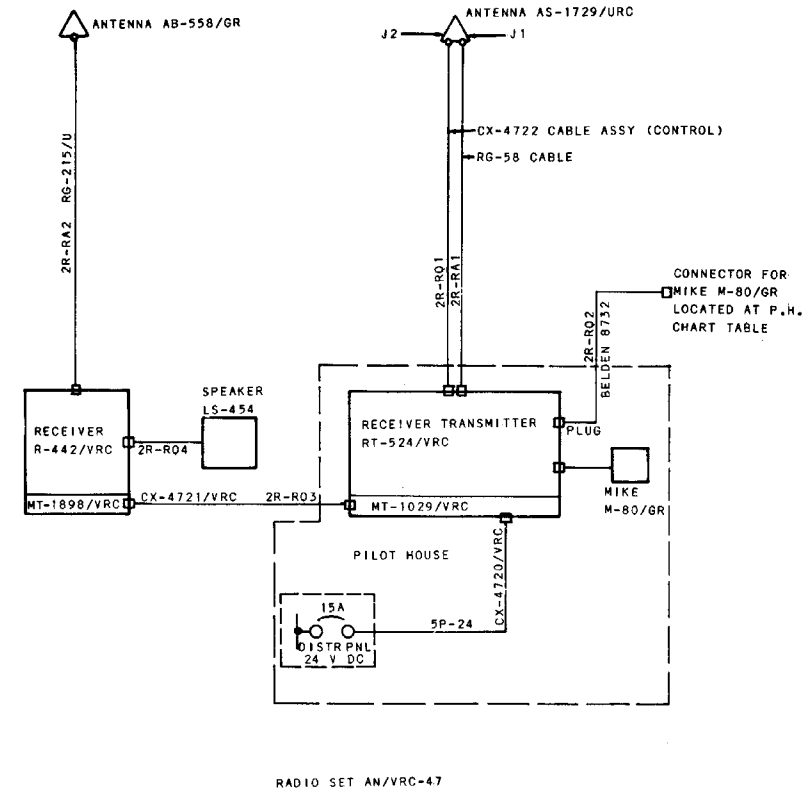 ANTENNA AB-558/GR
ANTENNA AS-1729/URC
J2
J1
CX-4722 CABLE ASSY (CONTROL)
RG-58 CABLE
2R-RA2 RG-215/U
2R-RQ1
2R-RA1
2R-RQ2
BELDEN 8732
CONNECTOR FOR
MIKE M-80/GR
LOCATED AT P.H.
CHART TABLE
SPEAKER
LS-454
RECEIVER
R-442/VRC
2R-RQ4
MT-1898/VRC
CX-4721/VRC 2R-RQ3
RECEIVER TRANSMITTER
RT-524/VRC
PLUG
MT-1029/VRC
MIKE
M-80/GR
PILOT HOUSE
CX-4720/VRC
15A
5P-24
DISTR PNL
24 V DC
RADIO SET AN/VRC-47